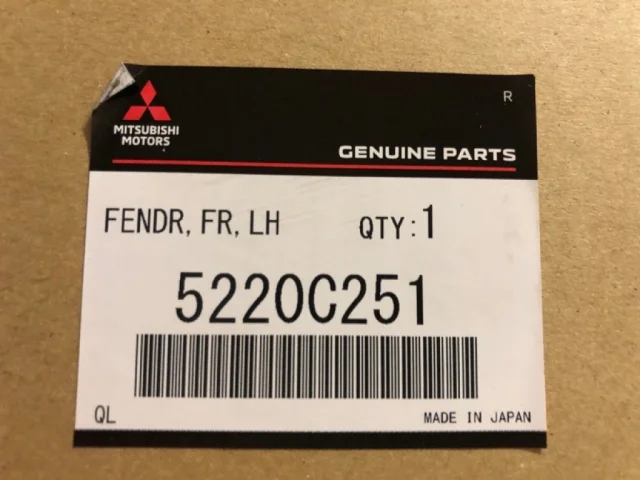 R
MITSUBISHI
MOTORS
GENUINE PARTS
FENDR, FR, LH QTY: 1
5220C251
QL MADE IN JAPAN